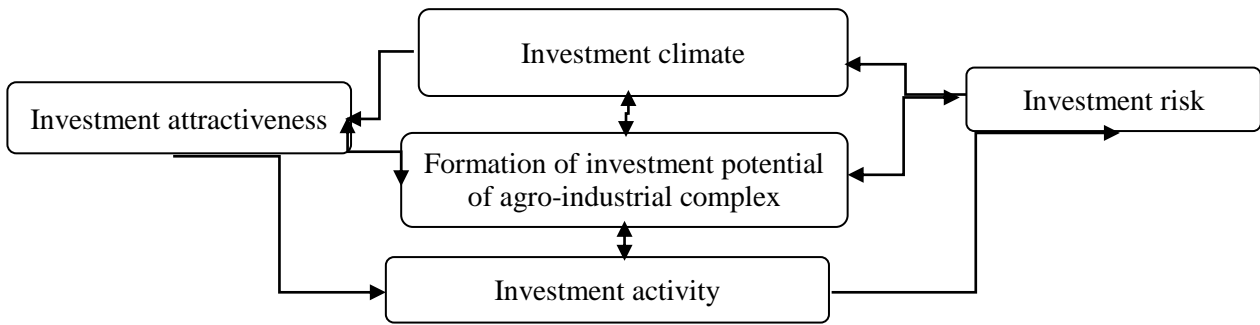 Investment climate
Investment attractiveness
Investment risk
Formation of investment potential
of agro-industrial complex
Investment activity